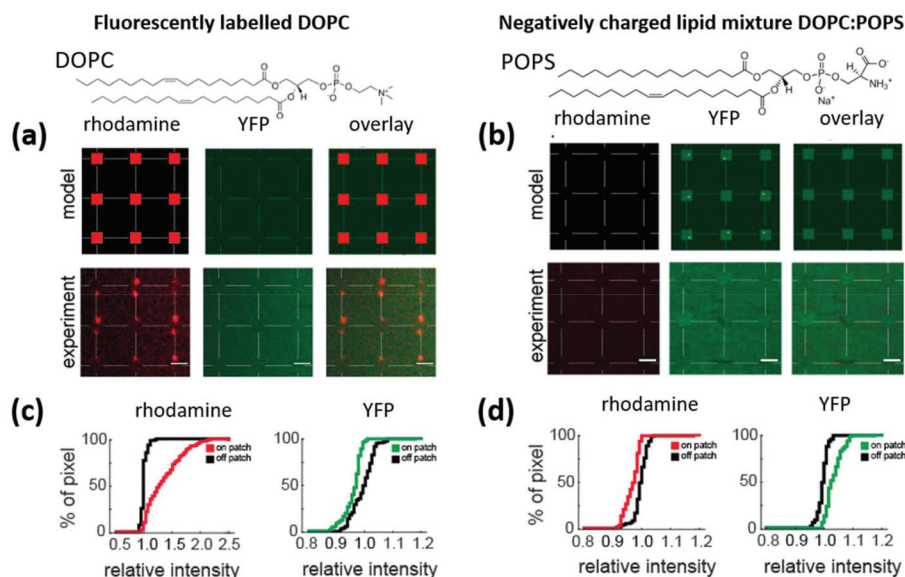 Fluorescently labelled DOPC
DOPC
O
O
O
O
P
O
O
O⁻
N⁺
H
(a)
rhodamine YFP overlay
model
experiment
Negatively charged lipid mixture DOPC:POPS
POPS
O
O
O
O
P
O
O
O⁻
Na⁺
H
H
O
O⁻
NH₃⁺
(b)
rhodamine YFP overlay
model
experiment
(c)
rhodamine
% of pixel
100
50
0
on patch
off patch
0.5 1.0 1.5 2.0 2.5
relative intensity
YFP
100
50
0
on patch
off patch
0.8 0.9 1.0 1.1 1.2
relative intensity
(d)
rhodamine
% of pixel
100
50
0
on patch
off patch
0.8 0.9 1.0 1.1 1.2
relative intensity
YFP
100
50
0
on patch
off patch
0.8 0.9 1.0 1.1 1.2
relative intensity